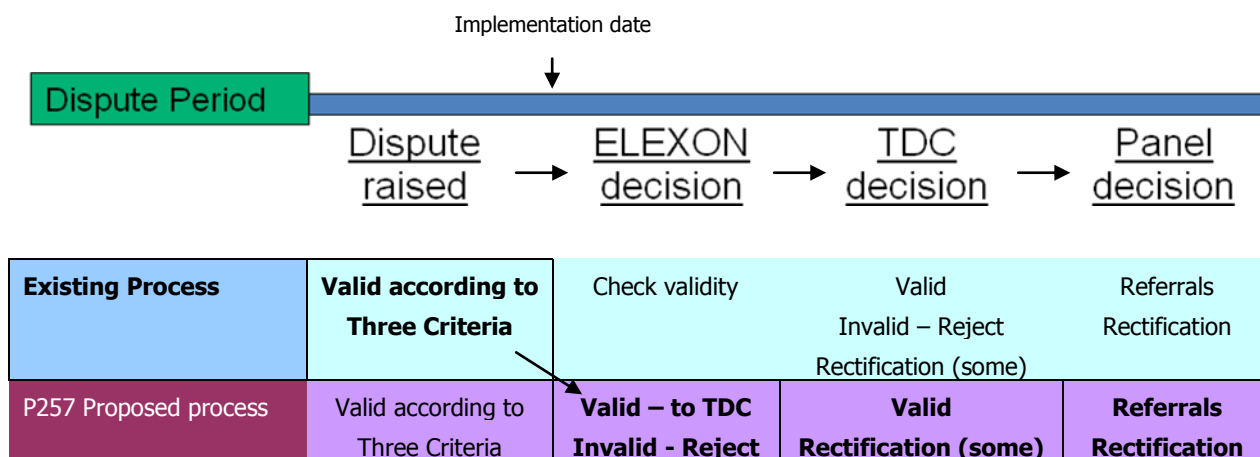 Implementation date
Dispute Period
Dispute raised
ELEXON decision
TDC decision
Panel decision
Existing Process
Valid according to
Three Criteria
Check validity
Valid
Invalid – Reject
Rectification (some)
Referrals
Rectification
P257 Proposed process
Valid according to
Three Criteria
Valid – to TDC
Invalid - Reject
Valid
Rectification (some)
Referrals
Rectification